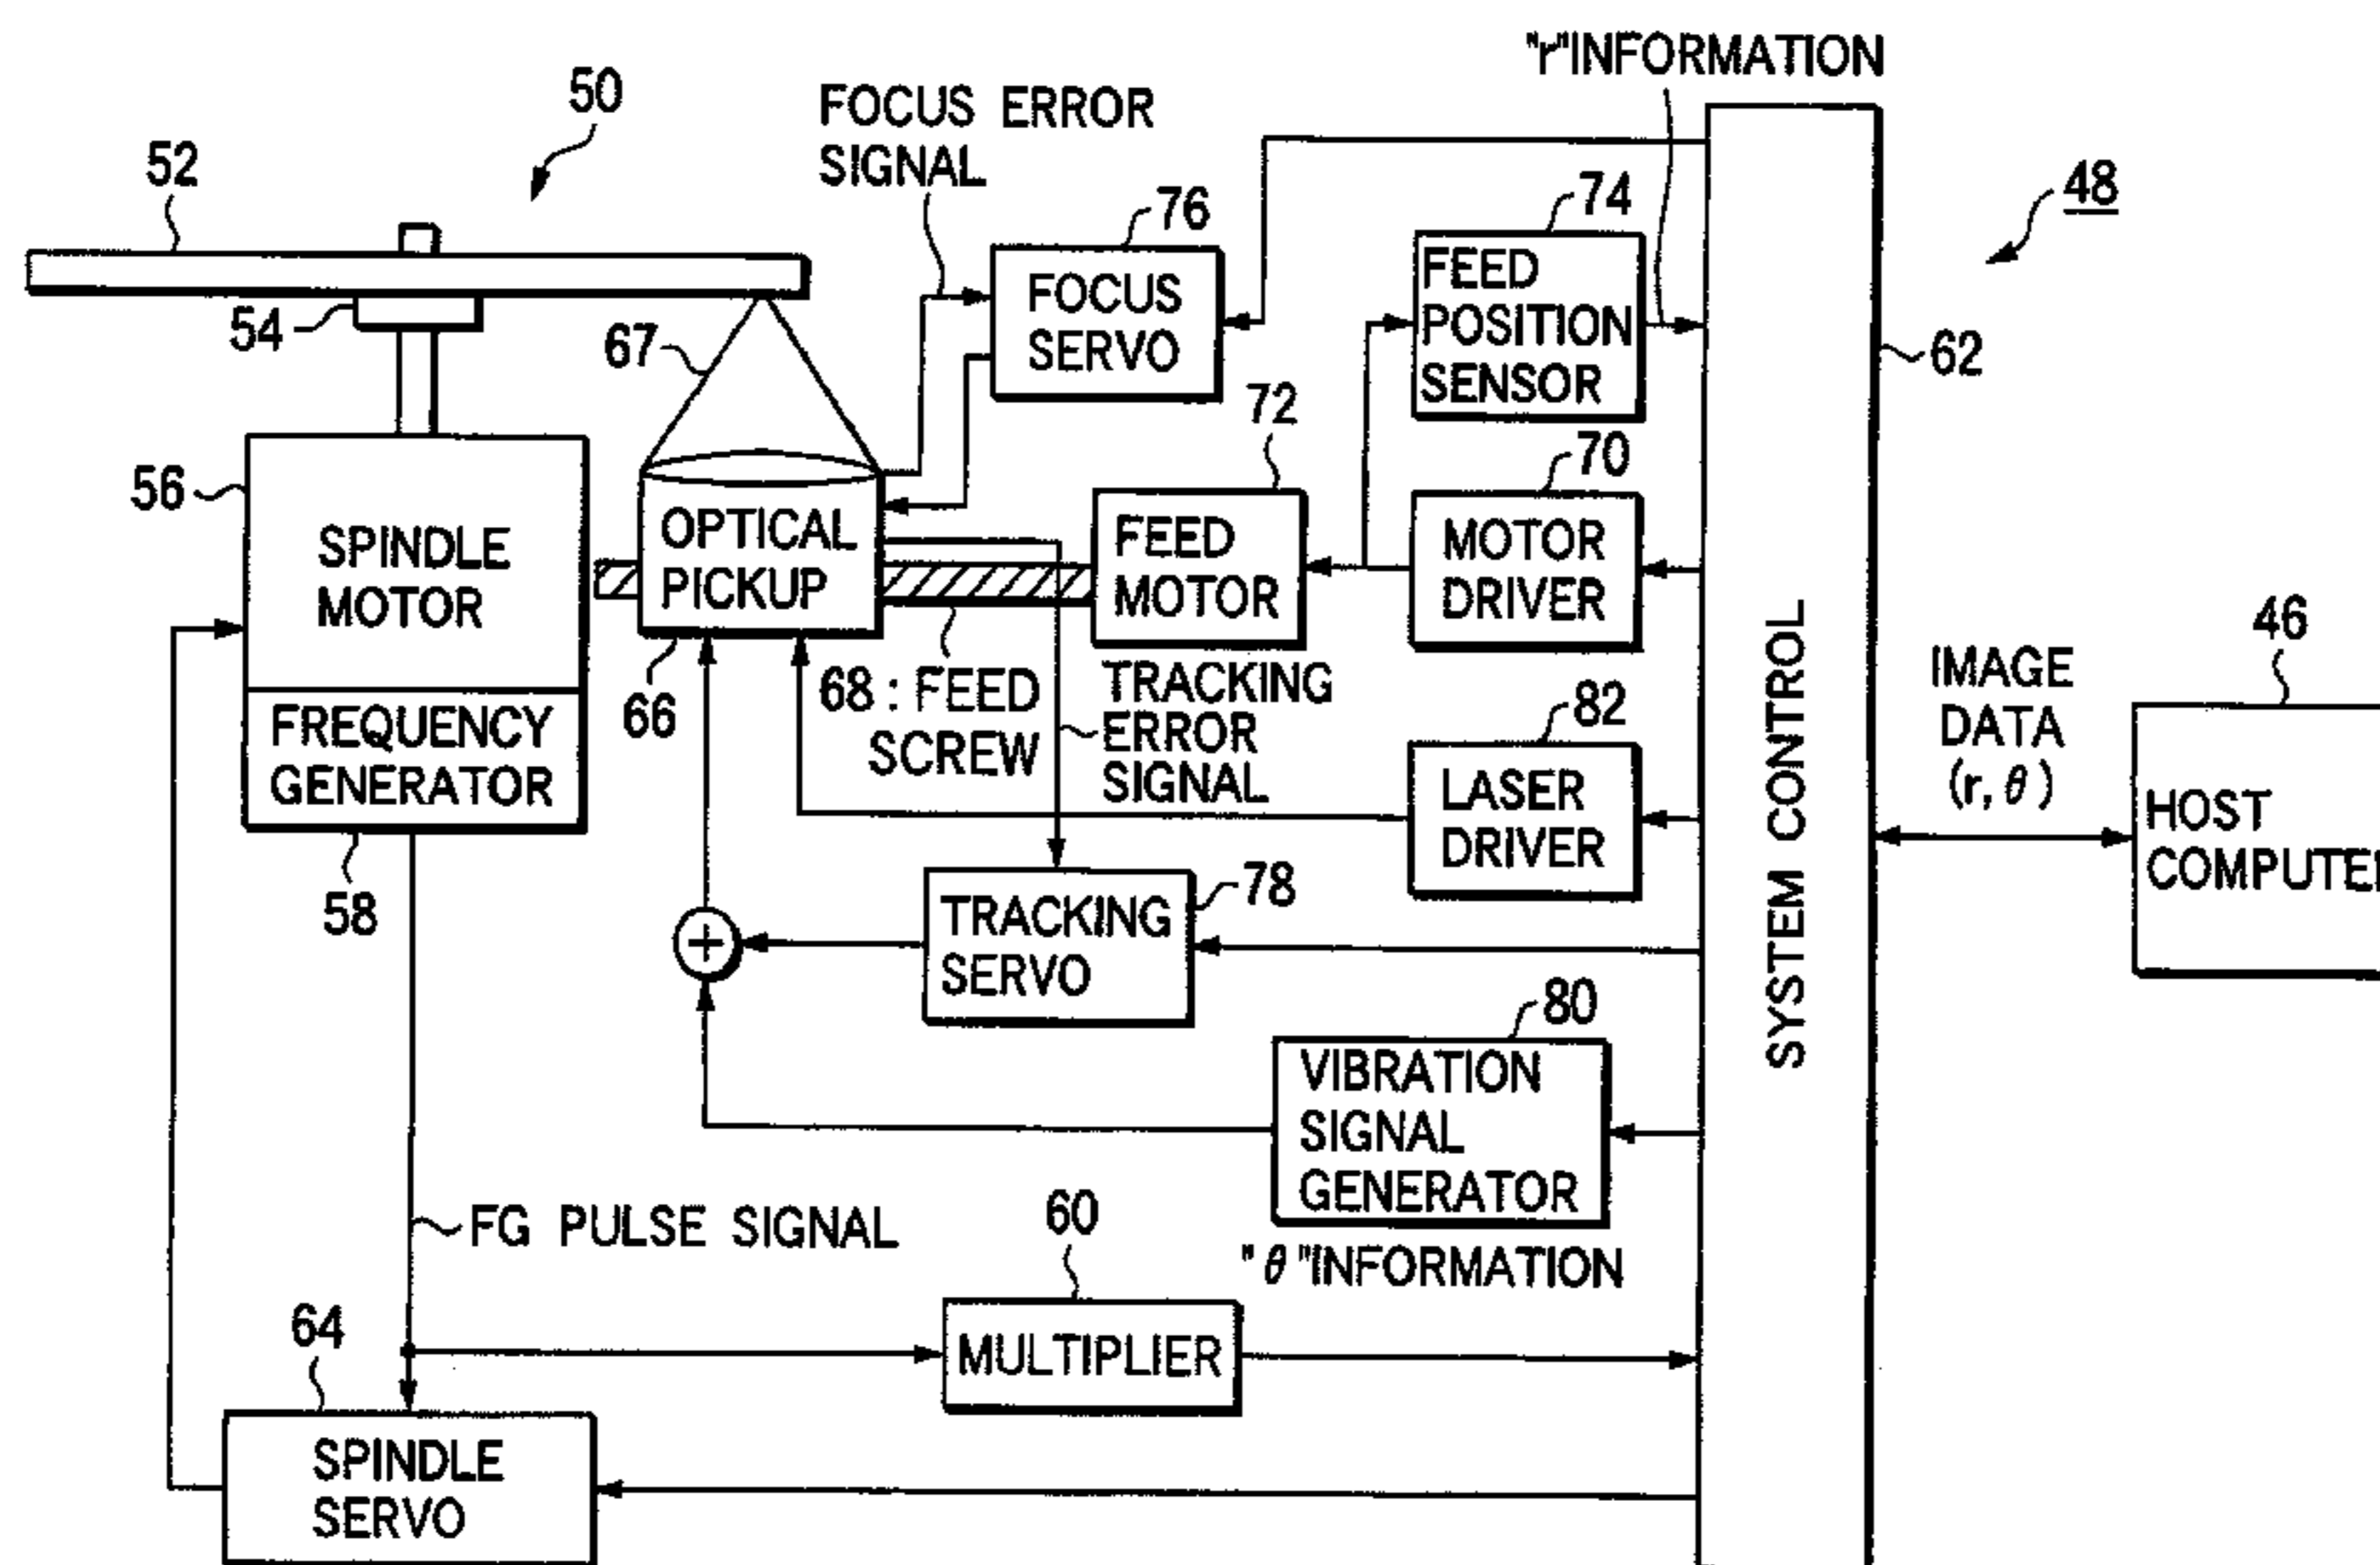 "r"INFORMATION
50
FOCUS ERROR
SIGNAL
52
76
74
48
FOCUS
SERVO
FEED
POSITION
SENSOR
54
67
62
72
70
56
SPINDLE
MOTOR
OPTICAL
PICKUP
FEED
MOTOR
MOTOR
DRIVER
46
66
68 : FEED
SCREW
TRACKING
ERROR
SIGNAL
82
IMAGE
DATA
(r, θ)
FREQUENCY
GENERATOR
LASER
DRIVER
SYSTEM CONTROL
HOST
58
+
TRACKING
SERVO
78
80
VIBRATION
SIGNAL
GENERATOR
FG PULSE SIGNAL
60
"θ"INFORMATION
64
MULTIPLIER
SPINDLE
SERVO